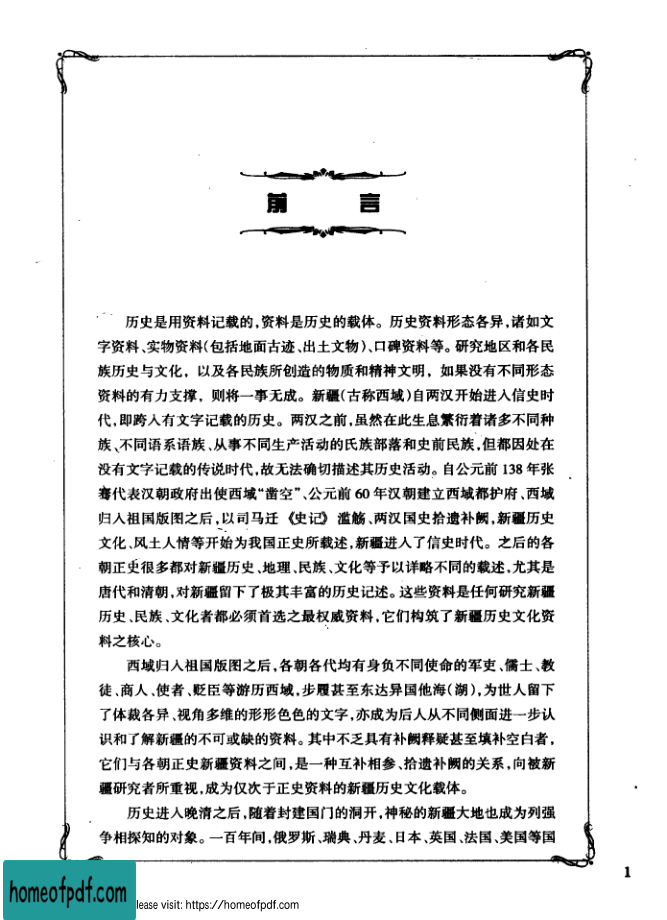 前 言
历史是用资料记载的,资料是历史的载体。历史资料形态各异,诸如文
字资料、实物资料(包括地面古迹、出土文物)、口碑资料等。研究地区和各民
族历史与文化，以及各民族所创造的物质和精神文明，如果没有不同形态
资料的有力支撑，则将一事无成。新疆(古称西域)自两汉开始进入信史时
代,即跨入有文字记载的历史。两汉之前,虽然在此生息繁衍着诸多不同种
族、不同语系语族、从事不同生产活动的氏族部落和史前民族,但都因处在
没有文字记载的传说时代,故无法确切描述其历史活动。自公元前 138 年张
骞代表汉朝政府出使西域“凿空”、公元前 60 年汉朝建立西域都护府、西域
归入祖国版图之后,以司马迁《史记》滥觞、两汉国史拾遗补阙,新疆历史
文化、风土人情等开始为我国正史所载述,新疆进入了信史时代。之后的各
朝正史很多都对新疆历史、地理、民族、文化等予以详略不同的载述,尤其是
唐代和清朝,对新疆留下了极其丰富的历史记述。这些资料是任何研究新疆
历史、民族、文化者都必须首选之最权威资料,它们构筑了新疆历史文化资
料之核心。
西域归入祖国版图之后,各朝各代均有身负不同使命的军吏、儒士、教
徒、商人、使者、贬臣等游历西域,步履甚至东达异国他海(湖),为世人留下
了体裁各异、视角多维的形形色色的文字,亦成为后人从不同侧面进一步认
识和了解新疆的不可或缺的资料。其中不乏具有补阙释疑甚至填补空白者,
它们与各朝正史新疆资料之间,是一种互补相参、拾遗补阙的关系,向被新
疆研究者所重视,成为仅次于正史资料的新疆历史文化载体。
历史进入晚清之后,随着封建国门的洞开,神秘的新疆大地也成为列强
争相探知的对象。一百年间,俄罗斯、瑞典、丹麦、日本、英国、法国、美国等国
1
homeofpdf.com
lease visit: https://homeofpdf.com